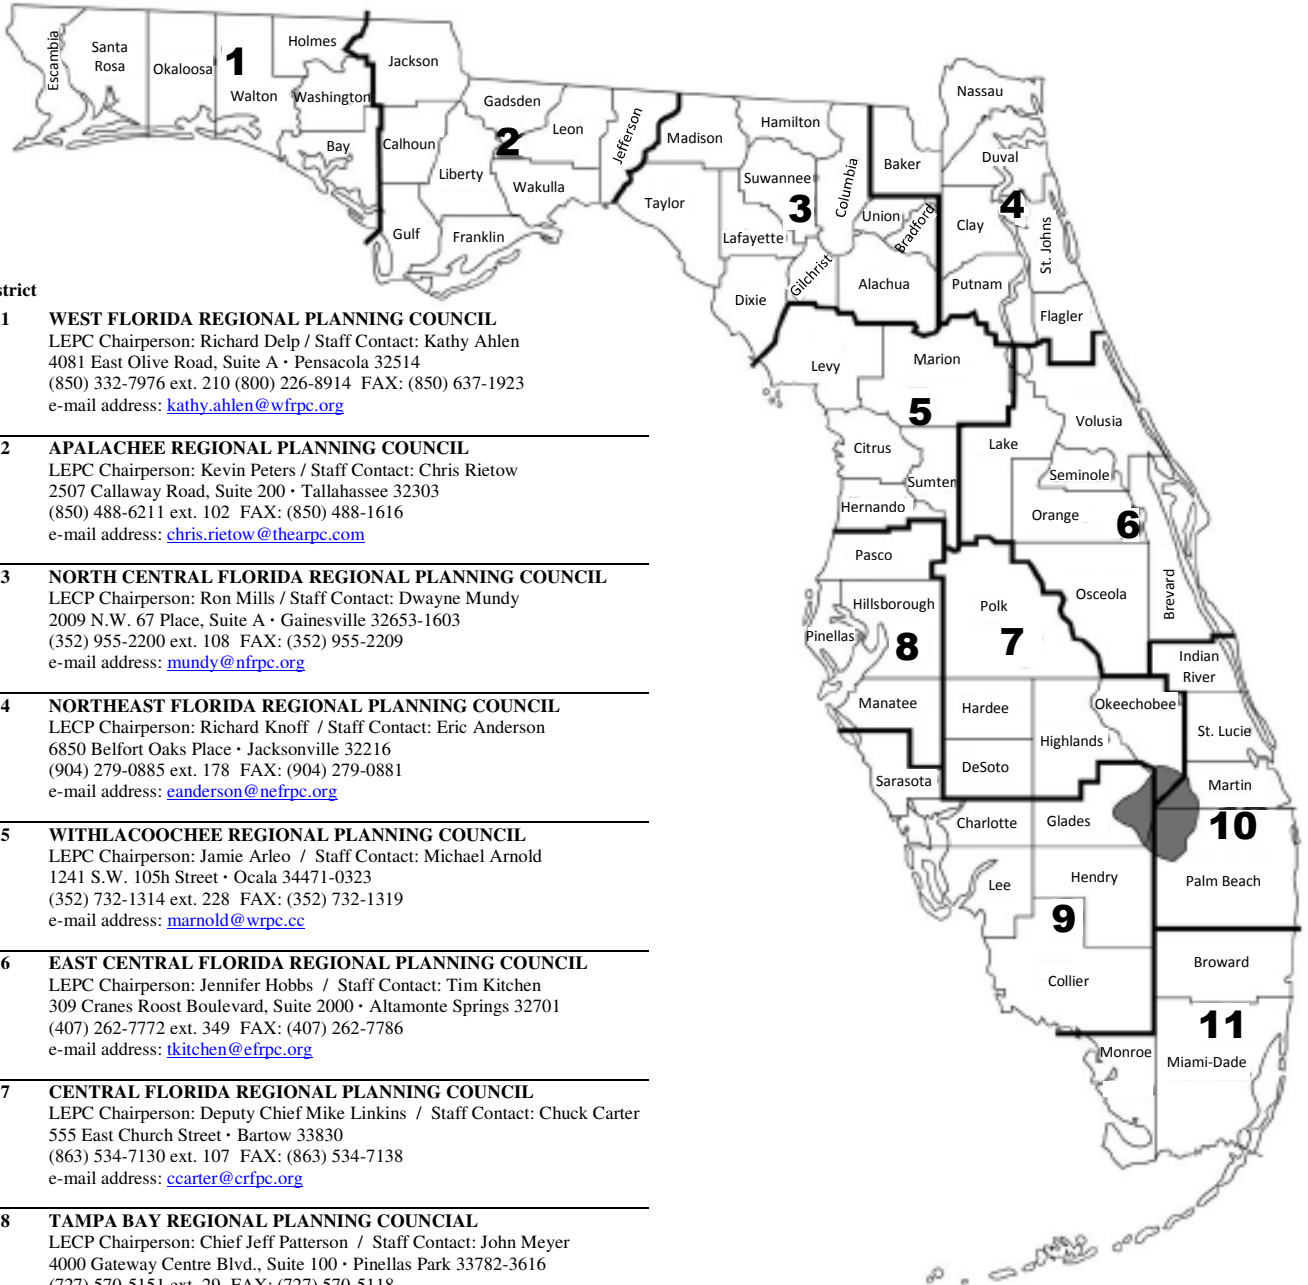 Escambia
Santa
Rosa
Okaloosa
1
Walton
Holmes
Washington
Bay
Jackson
Calhoun
Gulf
Gadsden
2
Leon
Liberty
Wakulla
Franklin
Jefferson
Madison
Taylor
Hamilton
Suwannee
3
Lafayette
Dixie
Columbia
Gilchrist
Union
Bradford
Alachua
Baker
Nassau
Duval
4
Clay
St. Johns
Putnam
Flagler
Levy
Marion
5
Citrus
Sumter
Hernando
Lake
Volusia
Seminole
Orange
6
Osceola
Brevard
Pasco
Hillsborough
Pinellas
8
Manatee
Polk
7
Hardee
DeSoto
Highlands
Okeechobee
Indian
River
St. Lucie
Martin
10
Palm Beach
Sarasota
Charlotte
Glades
Lee
Hendry
9
Collier
Broward
11
Miami-Dade
Monroe
strict
1 WEST FLORIDA REGIONAL PLANNING COUNCIL
LEPC Chairperson: Richard Delp / Staff Contact: Kathy Ahlen
4081 East Olive Road, Suite A · Pensacola 32514
(850) 332-7976 ext. 210 (800) 226-8914 FAX: (850) 637-1923
e-mail address: kathy.ahlen@wfrpc.org
2 APALACHEE REGIONAL PLANNING COUNCIL
LEPC Chairperson: Kevin Peters / Staff Contact: Chris Rietow
2507 Callaway Road, Suite 200 · Tallahassee 32303
(850) 488-6211 ext. 102 FAX: (850) 488-1616
e-mail address: chris.rietow@thearpc.com
3 NORTH CENTRAL FLORIDA REGIONAL PLANNING COUNCIL
LECP Chairperson: Ron Mills / Staff Contact: Dwayne Mundy
2009 N.W. 67 Place, Suite A · Gainesville 32653-1603
(352) 955-2200 ext. 108 FAX: (352) 955-2209
e-mail address: mundy@nfrpc.org
4 NORTHEAST FLORIDA REGIONAL PLANNING COUNCIL
LECP Chairperson: Richard Knoff / Staff Contact: Eric Anderson
6850 Belfort Oaks Place · Jacksonville 32216
(904) 279-0885 ext. 178 FAX: (904) 279-0881
e-mail address: eanderson@nefrpc.org
5 WITHLACOOCHEE REGIONAL PLANNING COUNCIL
LEPC Chairperson: Jamie Arleo / Staff Contact: Michael Arnold
1241 S.W. 105h Street · Ocala 34471-0323
(352) 732-1314 ext. 228 FAX: (352) 732-1319
e-mail address: marnold@wrpc.cc
6 EAST CENTRAL FLORIDA REGIONAL PLANNING COUNCIL
LEPC Chairperson: Jennifer Hobbs / Staff Contact: Tim Kitchen
309 Cranes Roost Boulevard, Suite 2000 · Altamonte Springs 32701
(407) 262-7772 ext. 349 FAX: (407) 262-7786
e-mail address: tkitchen@efrpc.org
7 CENTRAL FLORIDA REGIONAL PLANNING COUNCIL
LEPC Chairperson: Deputy Chief Mike Linkins / Staff Contact: Chuck Carter
555 East Church Street · Bartow 33830
(863) 534-7130 ext. 107 FAX: (863) 534-7138
e-mail address: ccarter@crfpc.org
8 TAMPA BAY REGIONAL PLANNING COUNCIAL
LECP Chairperson: Chief Jeff Patterson / Staff Contact: John Meyer
4000 Gateway Centre Blvd., Suite 100 · Pinellas Park 33782-3616
(727) 570-5151 ext. 29 FAX: (727) 570-5118